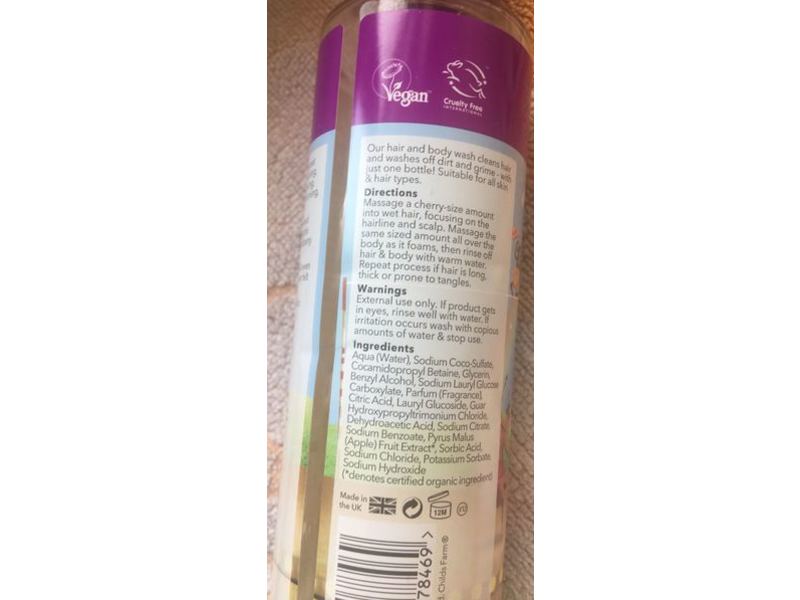 Vegan
Cruelty Free
INTERNATIONAL
Our hair and body wash cleans hair
and washes off dirt and grime - with
just one bottle! Suitable for all skin
& hair types.
Directions
Massage a cherry-size amount
into wet hair, focusing on the
hairline and scalp. Massage the
same sized amount all over the
body as it foams, then rinse off
hair & body with warm water.
Repeat process if hair is long,
thick or prone to tangles.
Warnings
External use only. If product gets
in eyes, rinse well with water. If
irritation occurs wash with copious
amounts of water & stop use.
Ingredients
Aqua (Water), Sodium Coco-Sulfate,
Cocamidopropyl Betaine, Glycerin,
Benzyl Alcohol, Sodium Lauryl Glucose
Carboxylate, Parfum (Fragrance),
Citric Acid, Lauryl Glucoside, Guar
Hydroxypropyltrimonium Chloride,
Dehydroacetic Acid, Sodium Citrate,
Sodium Benzoate, Pyrus Malus
(Apple) Fruit Extract*, Sorbic Acid,
Sodium Chloride, Potassium Sorbate,
Sodium Hydroxide
(*denotes certified organic ingredient)
Made in
the UK
12M
78469 >
Childs Farm®